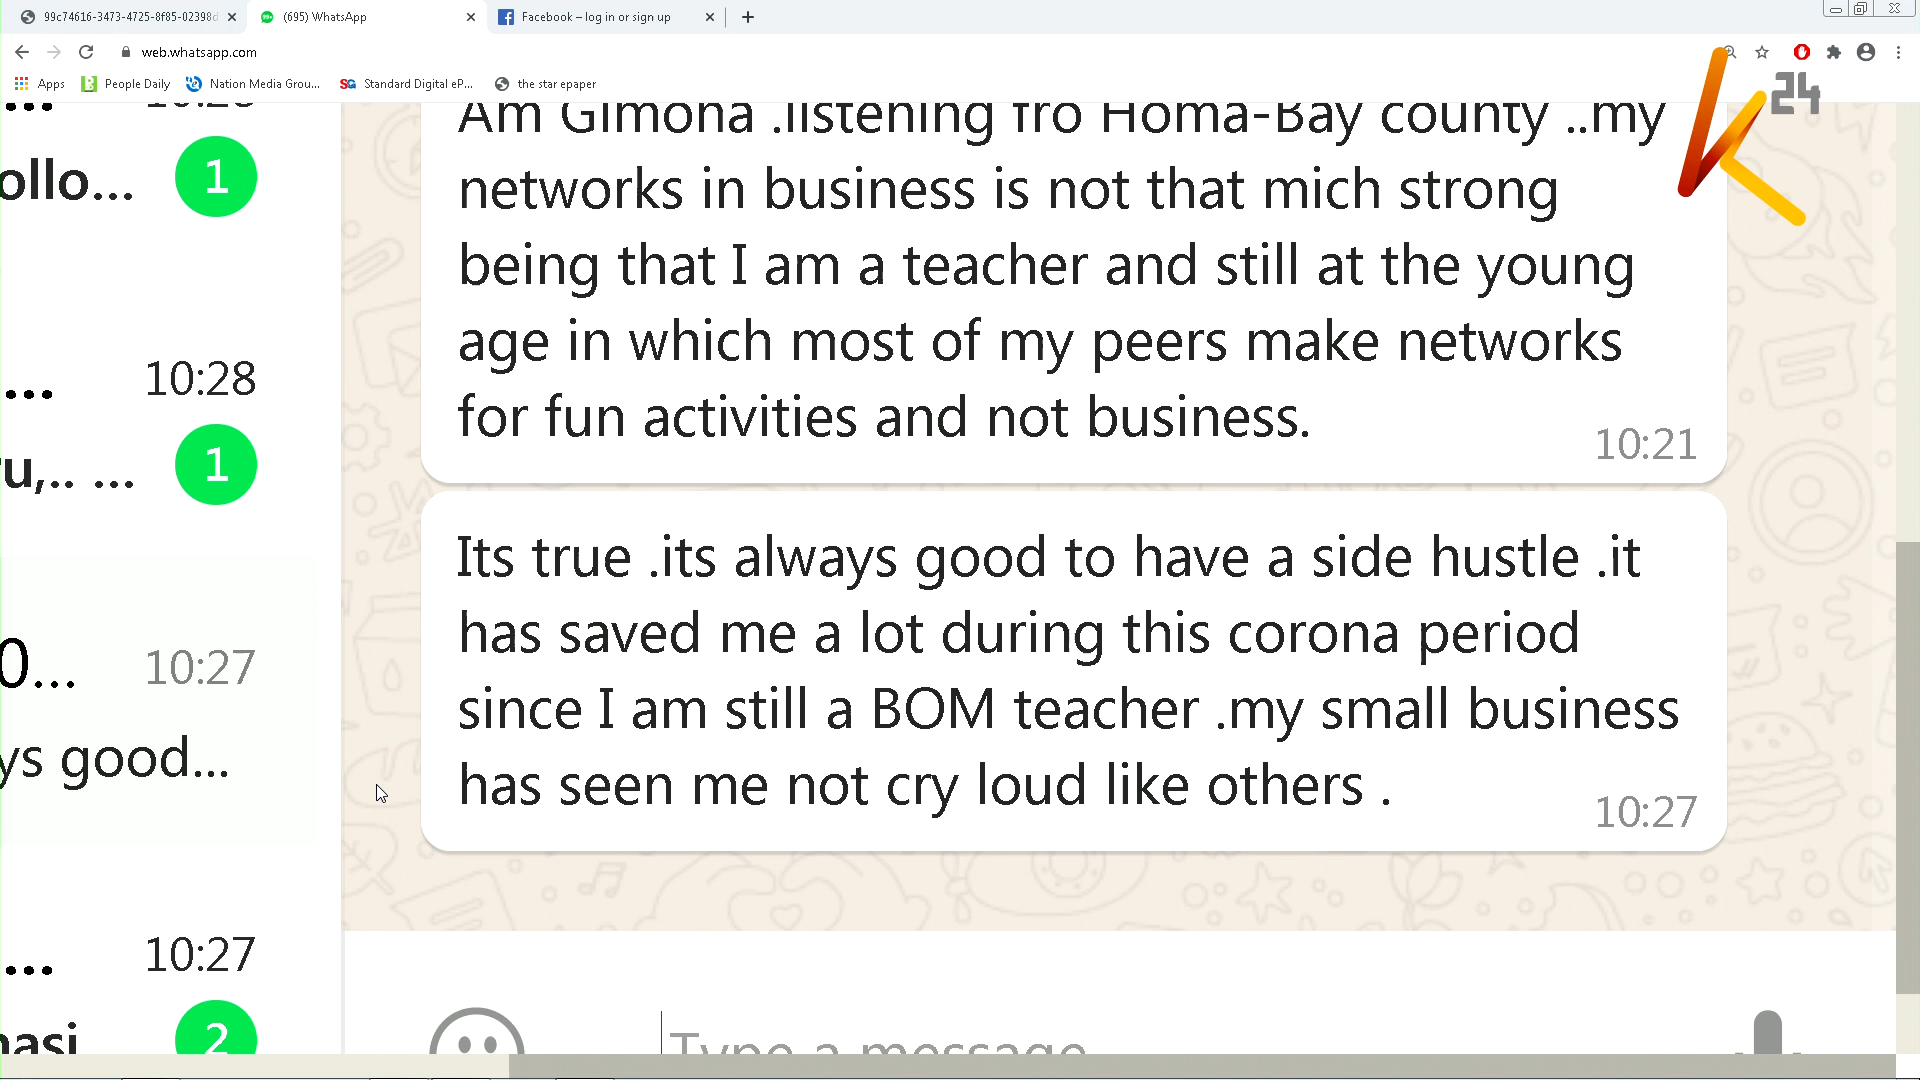 99c74616-3473-4725-8f85-02398d
(695) WhatsApp
Facebook – log in or sign up
web.whatsapp.com
Apps
People Daily
Nation Media Grou...
SG
Standard Digital eP...
the star epaper
24
Am Gimona .listening fro Homa-Bay county ..my
networks in business is not that mich strong
being that I am a teacher and still at the young
age in which most of my peers make networks
for fun activities and not business.
10:21
Its true .its always good to have a side hustle .it
has saved me a lot during this corona period
since I am still a BOM teacher .my small business
has seen me not cry loud like others .
10:27
...
ollo... 1
... 10:28
u,.. ... 1
0... 10:27
ys good...
... 10:27
nasi 2
Type a message